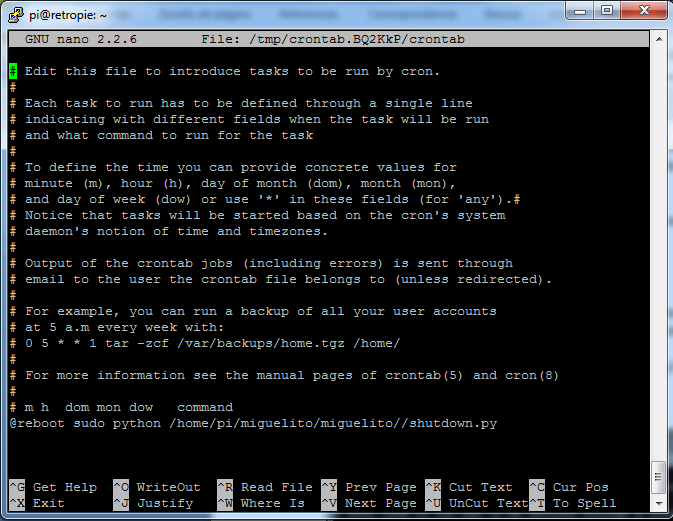 pi@retropie: ~
GNU nano 2.2.6 File: /tmp/crontab.BQ2KkP/crontab
# Edit this file to introduce tasks to be run by cron.
#
# Each task to run has to be defined through a single line
# indicating with different fields when the task will be run
# and what command to run for the task
#
# To define the time you can provide concrete values for
# minute (m), hour (h), day of month (dom), month (mon),
# and day of week (dow) or use '*' in these fields (for 'any').#
# Notice that tasks will be started based on the cron's system
# daemon's notion of time and timezones.
#
# Output of the crontab jobs (including errors) is sent through
# email to the user the crontab file belongs to (unless redirected).
#
# For example, you can run a backup of all your user accounts
# at 5 a.m every week with:
# 0 5 * * 1 tar -zcf /var/backups/home.tgz /home/
#
# For more information see the manual pages of crontab(5) and cron(8)
#
# m h  dom mon dow   command
@reboot sudo python /home/pi/miguelito/miguelito//shutdown.py
^G Get Help ^O WriteOut ^R Read File ^Y Prev Page ^K Cut Text ^C Cur Pos
^X Exit ^J Justify ^W Where Is ^V Next Page ^U UnCut Text ^T To Spell